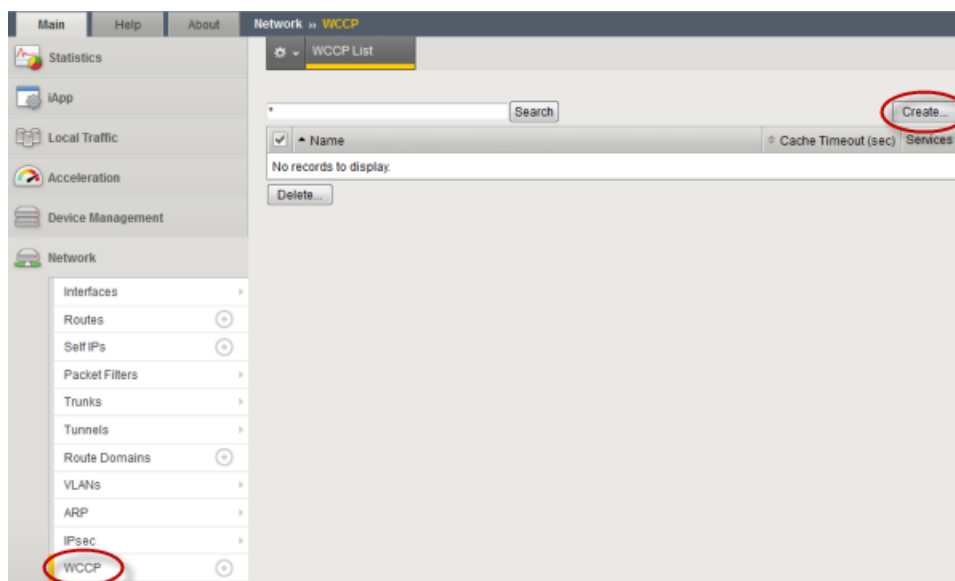 Main Help About Network » WCCP
Statistics
WCCP List
iApp
* Search Create...
Local Traffic
Name Cache Timeout (sec) Services
No records to display.
Acceleration
Delete...
Device Management
Network
Interfaces
Routes
Self IPs
Packet Filters
Trunks
Tunnels
Route Domains
VLANs
ARP
IPsec
WCCP